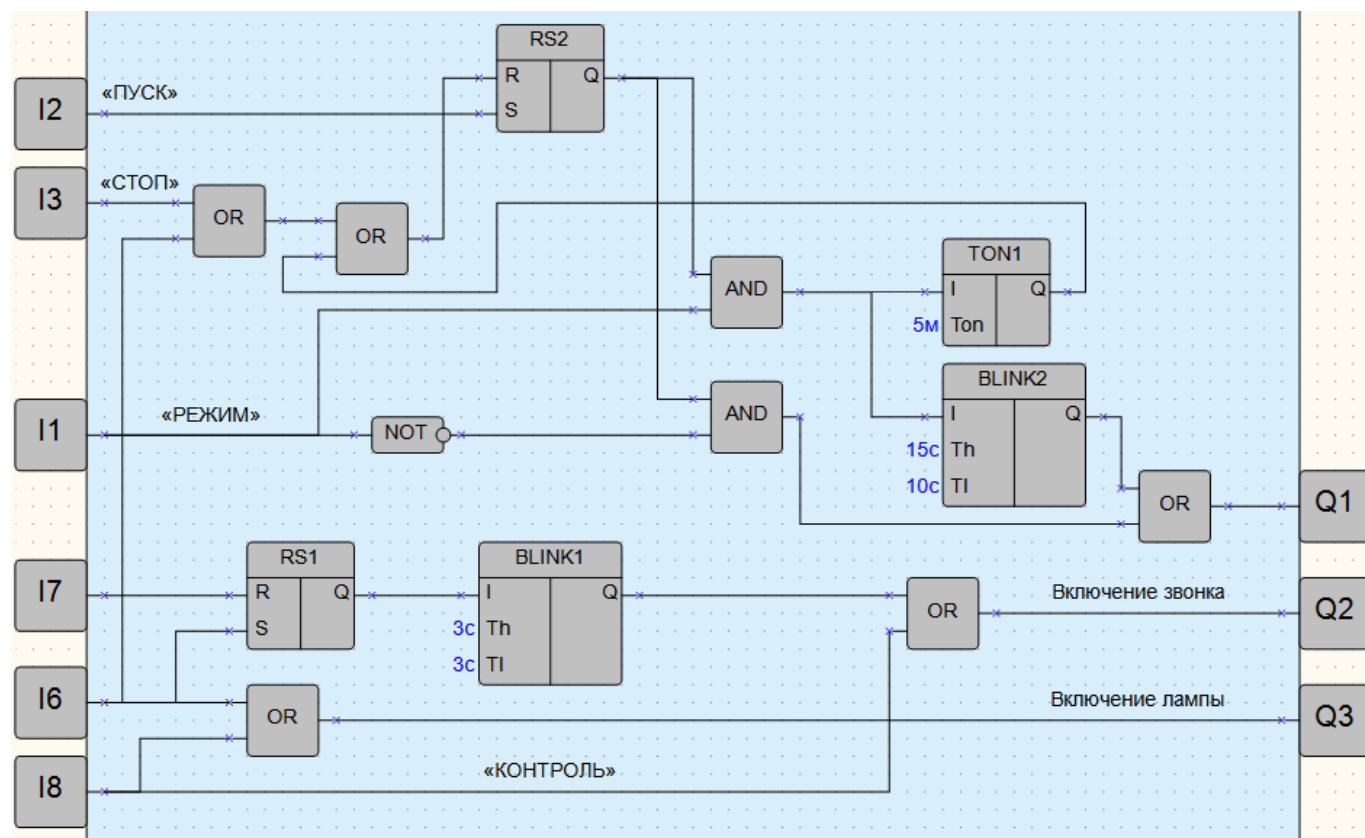 RS2
R Q
S
I2 «ПУСК»
I3 «СТОП»
OR
OR
AND
TON1
I Q
5м Ton
I1 «РЕЖИМ»
NOT
AND
BLINK2
I Q
15с Th
10с Tl
OR
Q1
I7
RS1
R Q
S
BLINK1
I Q
3с Th
3с Tl
OR
Включение звонка
Q2
I6
OR
Включение лампы
Q3
I8
«КОНТРОЛЬ»